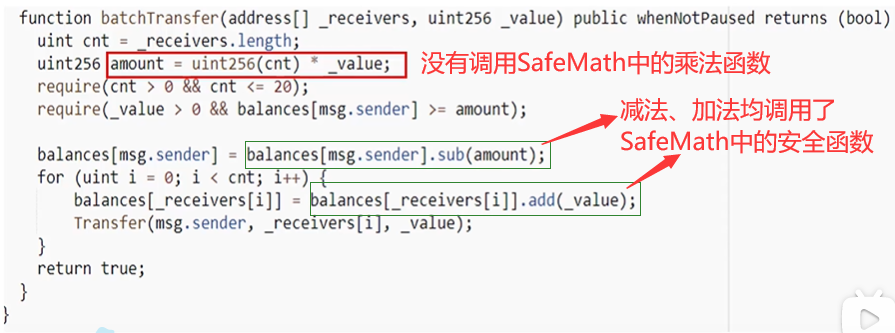 function batchTransfer(address[] _receivers, uint256 _value) public whenNotPaused returns (bool)
uint cnt = _receivers.length;
uint256 amount = uint256(cnt) * _value;
没有调用SafeMath中的乘法函数
require(cnt > 0 && cnt <= 20);
require(_value > 0 && balances[msg.sender] >= amount);
减法、加法均调用了
SafeMath中的安全函数
balances[msg.sender] = balances[msg.sender].sub(amount);
for (uint i = 0; i < cnt; i++) {
balances[_receivers[i]] = balances[_receivers[i]].add(_value);
Transfer(msg.sender, _receivers[i], _value);
}
return true;
}
}